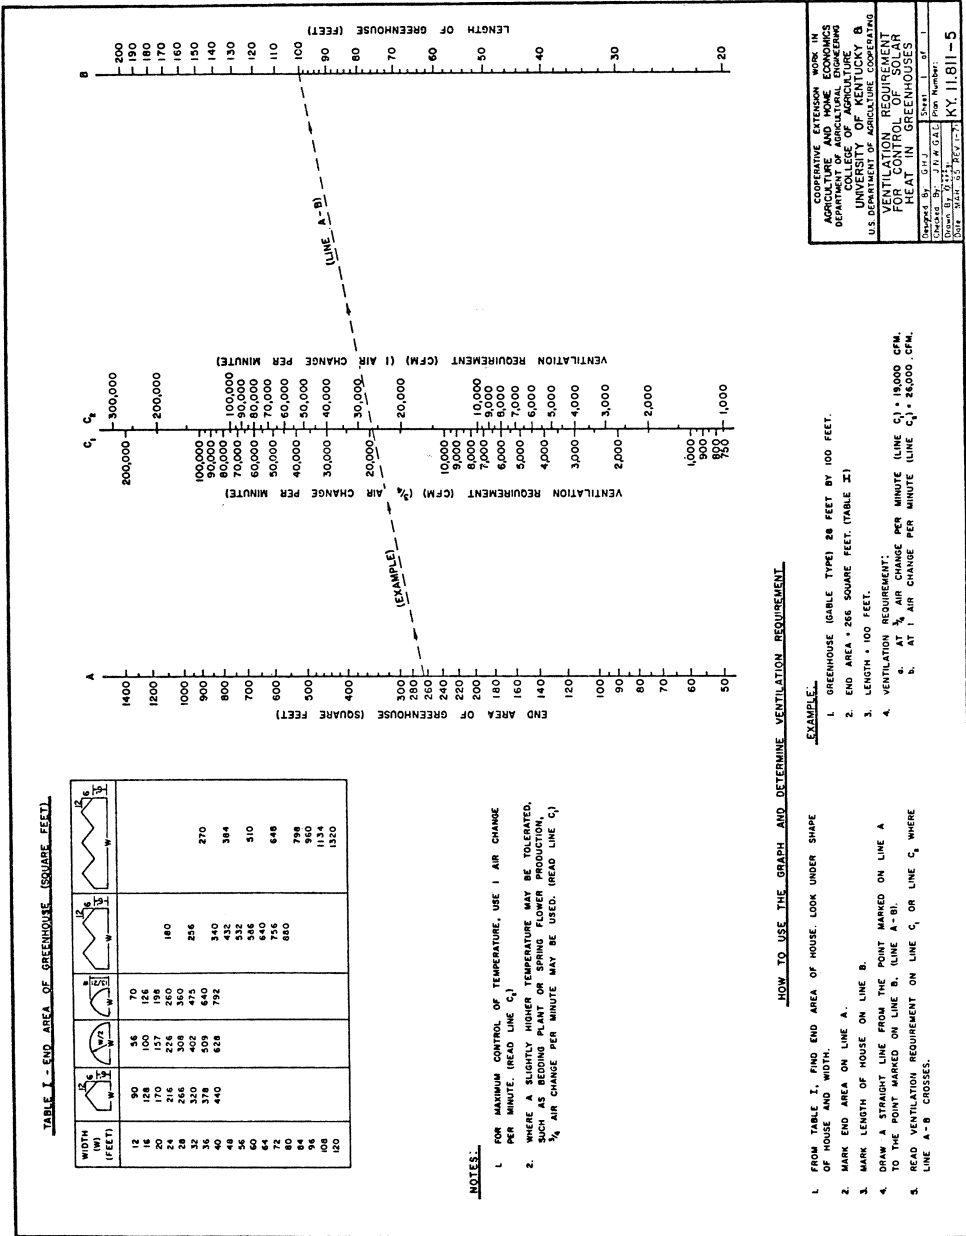 TABLE I - END AREA OF GREENHOUSE (SQUARE FEET)
WIDTH (W) (FEET)
12 90 56 70
16 128 100 126
20 170 157 198
24 216 226 260 180
28 266 308 360
32 320 402 475 256
36 378 509 640 270
40 440 628 792 340
48 432 384
56 532
60 586 510
64 640
72 756 648
80 880
84 798
96 960
108 1134
120 1320
NOTES:
1. FOR MAXIMUM CONTROL OF TEMPERATURE, USE 1 AIR CHANGE
PER MINUTE. (READ LINE C₂)
2. WHERE A SLIGHTLY HIGHER TEMPERATURE MAY BE TOLERATED,
SUCH AS BEDDING PLANT OR SPRING FLOWER PRODUCTION,
3/4 AIR CHANGE PER MINUTE MAY BE USED. (READ LINE C₁)
A
1400
1200
1000
900
800
700
600
500
400
300
280
260
240
220
200
180
160
140
120
100
90
80
70
60
50
END AREA OF GREENHOUSE (SQUARE FEET)
(EXAMPLE)
VENTILATION REQUIREMENT (CFM) (3/4 AIR CHANGE PER MINUTE)
C₁
200,000
100,000
90,000
80,000
70,000
60,000
50,000
40,000
30,000
20,000
10,000
9,000
8,000
7,000
6,000
5,000
4,000
3,000
2,000
1,000
900
800
750
C₂
300,000
200,000
100,000
90,000
80,000
70,000
60,000
50,000
40,000
30,000
20,000
10,000
9,000
8,000
7,000
6,000
5,000
4,000
3,000
2,000
1,000
VENTILATION REQUIREMENT (CFM) (1 AIR CHANGE PER MINUTE)
(LINE A-B)
B
200
190
180
170
160
150
140
130
120
110
100
90
80
70
60
50
40
30
20
LENGTH OF GREENHOUSE (FEET)
HOW TO USE THE GRAPH AND DETERMINE VENTILATION REQUIREMENT
1. FROM TABLE I, FIND END AREA OF HOUSE. LOOK UNDER SHAPE
OF HOUSE AND WIDTH.
2. MARK END AREA ON LINE A.
3. MARK LENGTH OF HOUSE ON LINE B.
4. DRAW A STRAIGHT LINE FROM THE POINT MARKED ON LINE A
TO THE POINT MARKED ON LINE B. (LINE A-B).
5. READ VENTILATION REQUIREMENT ON LINE C₁ OR LINE C₂ WHERE
LINE A-B CROSSES.
EXAMPLE:
1. GREENHOUSE (GABLE TYPE) 28 FEET BY 100 FEET.
2. END AREA = 266 SQUARE FEET. (TABLE I)
3. LENGTH = 100 FEET.
4. VENTILATION REQUIREMENT:
a. AT 3/4 AIR CHANGE PER MINUTE (LINE C₁) = 19,000 CFM.
b. AT 1 AIR CHANGE PER MINUTE (LINE C₂) = 26,000 CFM.
COOPERATIVE EXTENSION WORK IN
AGRICULTURE AND HOME ECONOMICS
DEPARTMENT OF AGRICULTURAL ENGINEERING
COLLEGE OF AGRICULTURE
UNIVERSITY OF KENTUCKY &
U.S. DEPARTMENT OF AGRICULTURE COOPERATING
VENTILATION REQUIREMENT
FOR CONTROL OF SOLAR
HEAT IN GREENHOUSES
Designed By GHJ Sheet 1 of 1
Checked By Plan Number:
Drawn By
Date MAR. 65 KY. 11.811-5